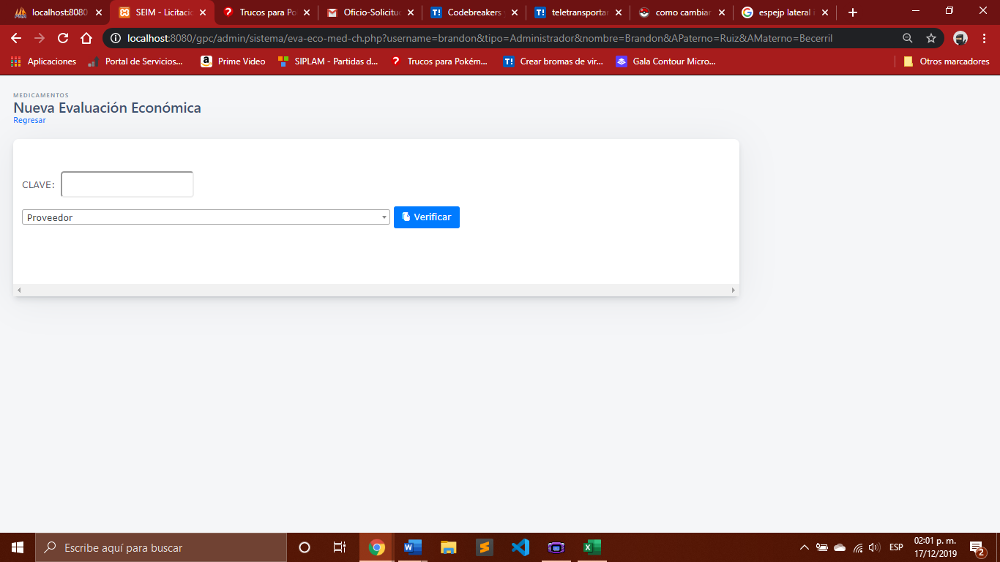 localhost:8080
SEIM - Licitacio
Trucos para Po
Oficio-Solicitud
Codebreakers y
teletransportar
como cambiar
espejp lateral i
localhost:8080/gpc/admin/sistema/eva-eco-med-ch.php?username=brandon&tipo=Administrador&nombre=Brandon&APaterno=Ruiz&AMaterno=Becerril
Aplicaciones
Portal de Servicios...
Prime Video
SIPLAM - Partidas d...
Trucos para Pokém...
Crear bromas de vir...
Gala Contour Micro...
Otros marcadores
MEDICAMENTOS
Nueva Evaluación Económica
Regresar
CLAVE:
Proveedor
Verificar
Escribe aquí para buscar
ESP
02:01 p. m.
17/12/2019
2